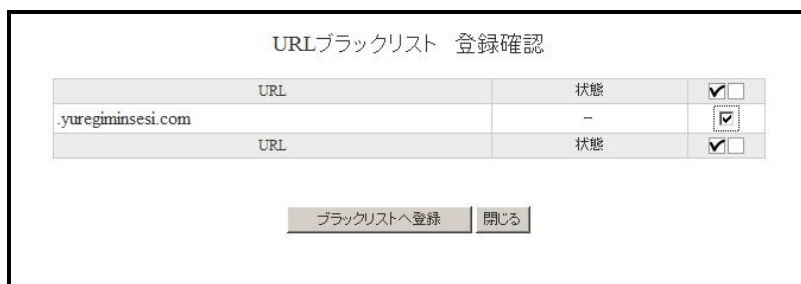 URLブラックリスト 登録確認
URL 状態
.yuregiminsesi.com −
URL 状態
ブラックリストへ登録 閉じる